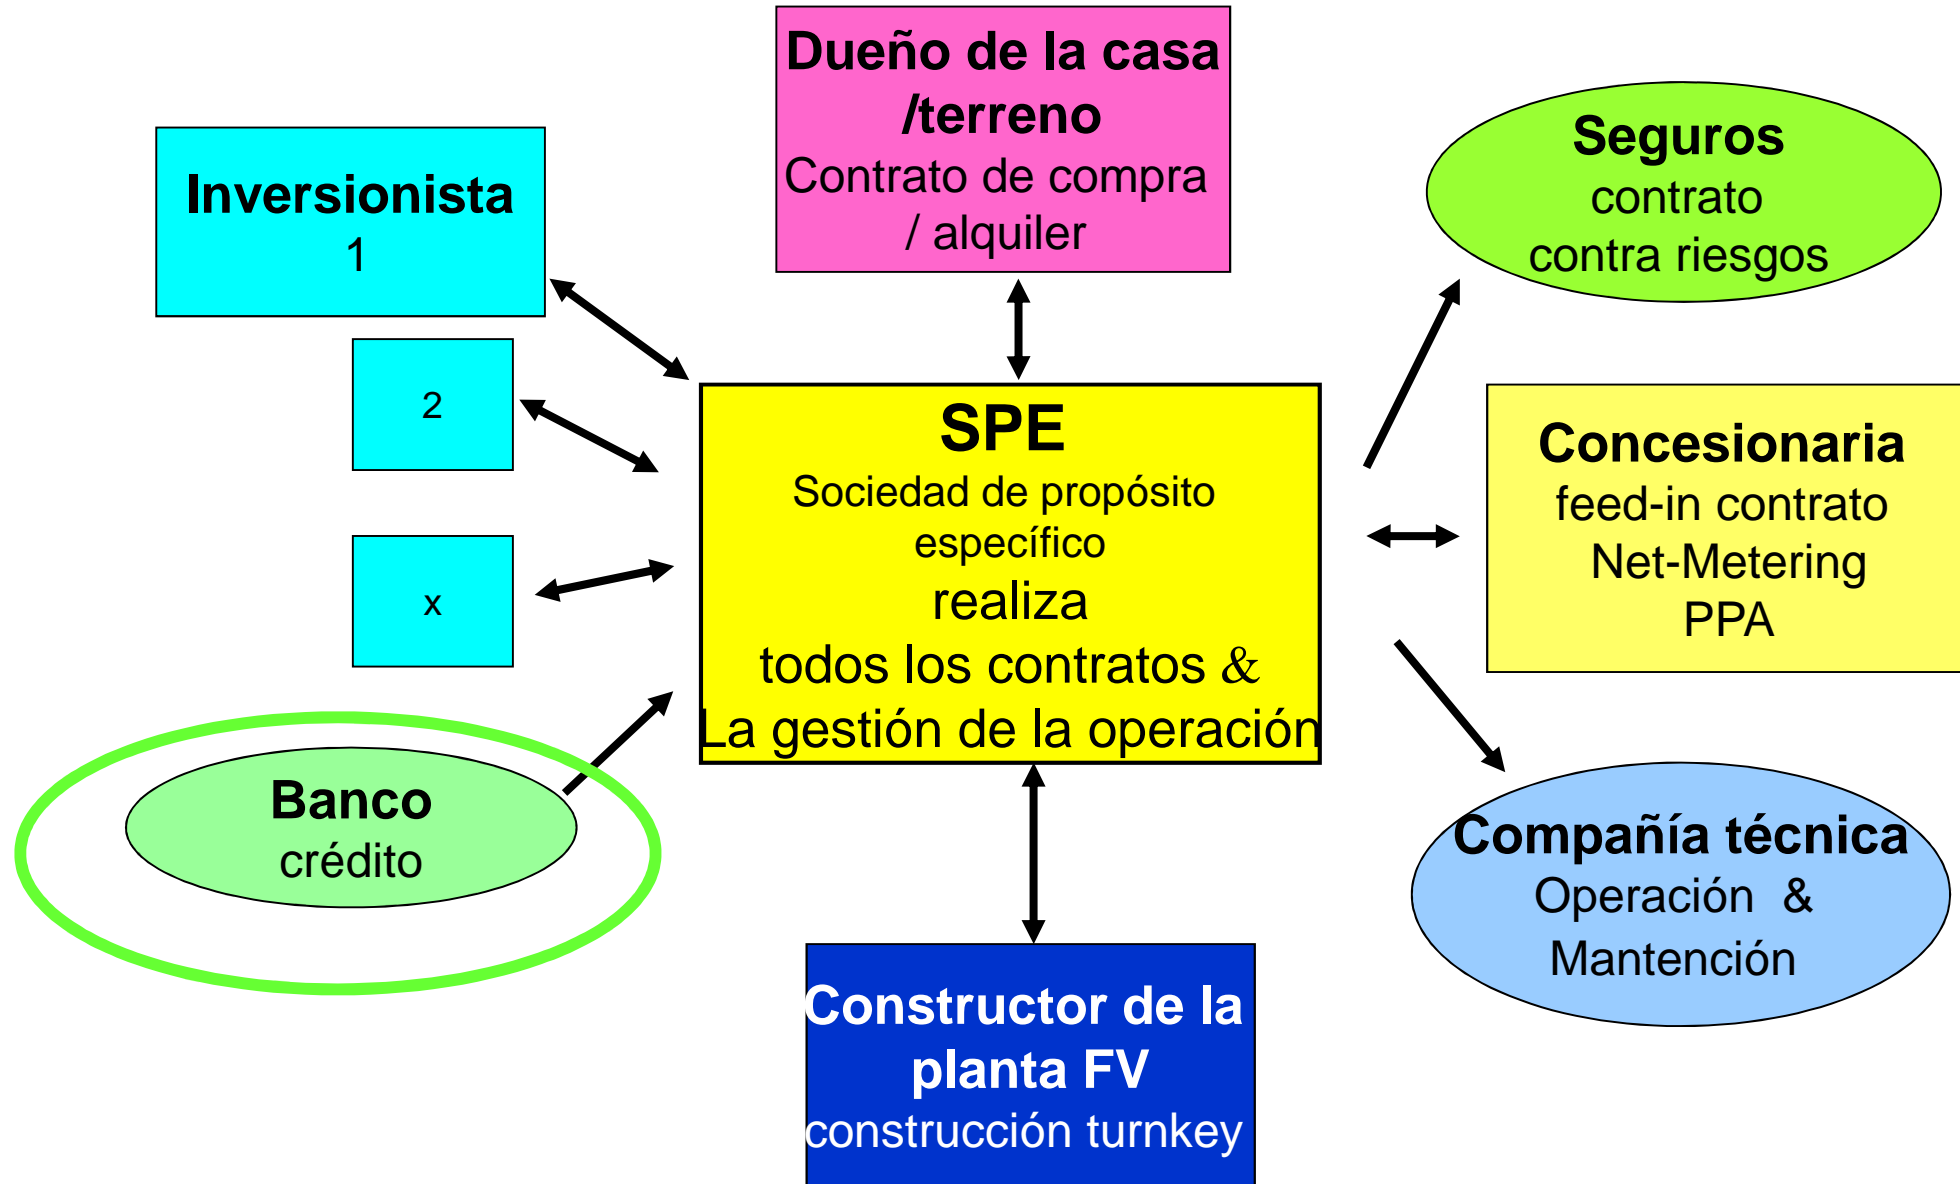 Dueño de la casa
/terreno
Contrato de compra
/ alquiler
Inversionista
1
2
x
Banco
crédito
SPE
Sociedad de propósito
específico
realiza
todos los contratos &
La gestión de la operación
Seguros
contrato
contra riesgos
Concesionaria
feed-in contrato
Net-Metering
PPA
Compañía técnica
Operación &
Mantención
Constructor de la
planta FV
construcción turnkey